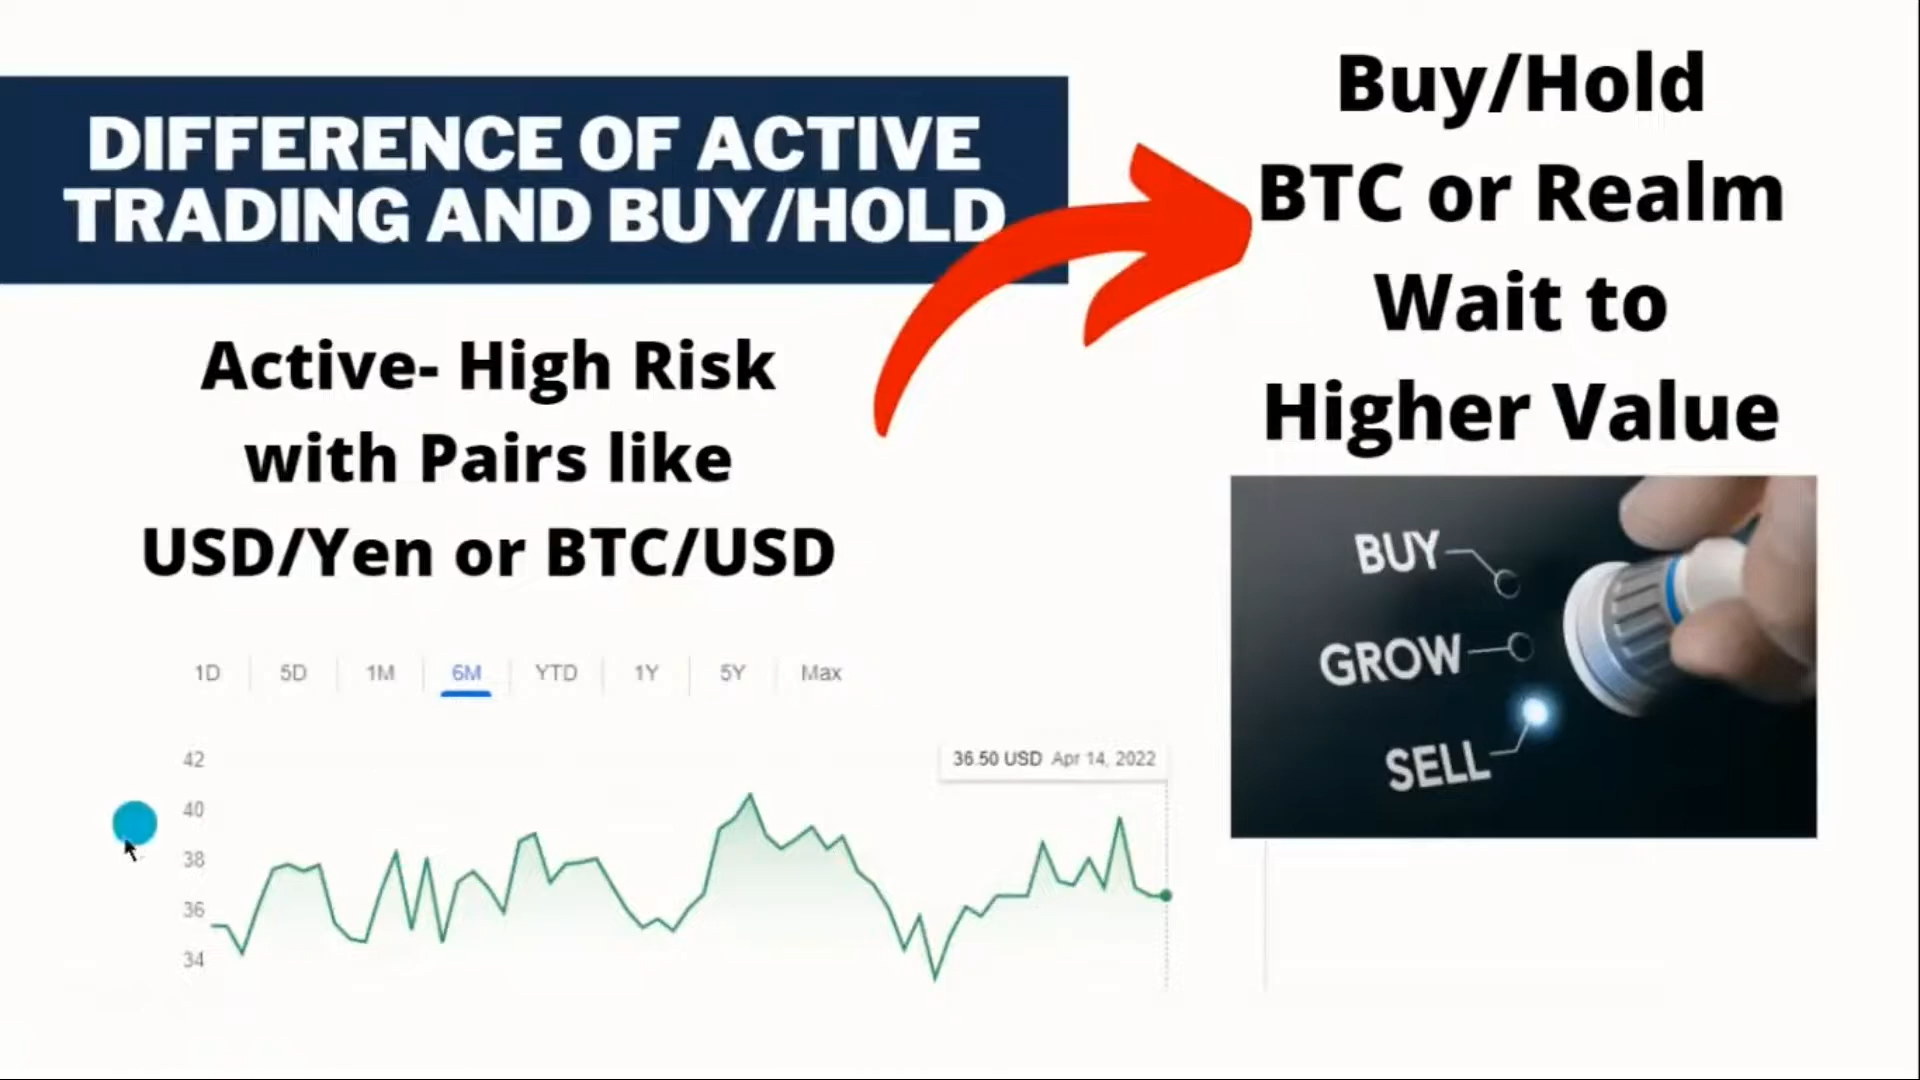 DIFFERENCE OF ACTIVE
TRADING AND BUY/HOLD
Active- High Risk
with Pairs like
USD/Yen or BTC/USD
Buy/Hold
BTC or Realm
Wait to
Higher Value
BUY
GROW
SELL
1D 5D 1M 6M YTD 1Y 5Y Max
36.50 USD Apr 14, 2022
42
40
38
36
34